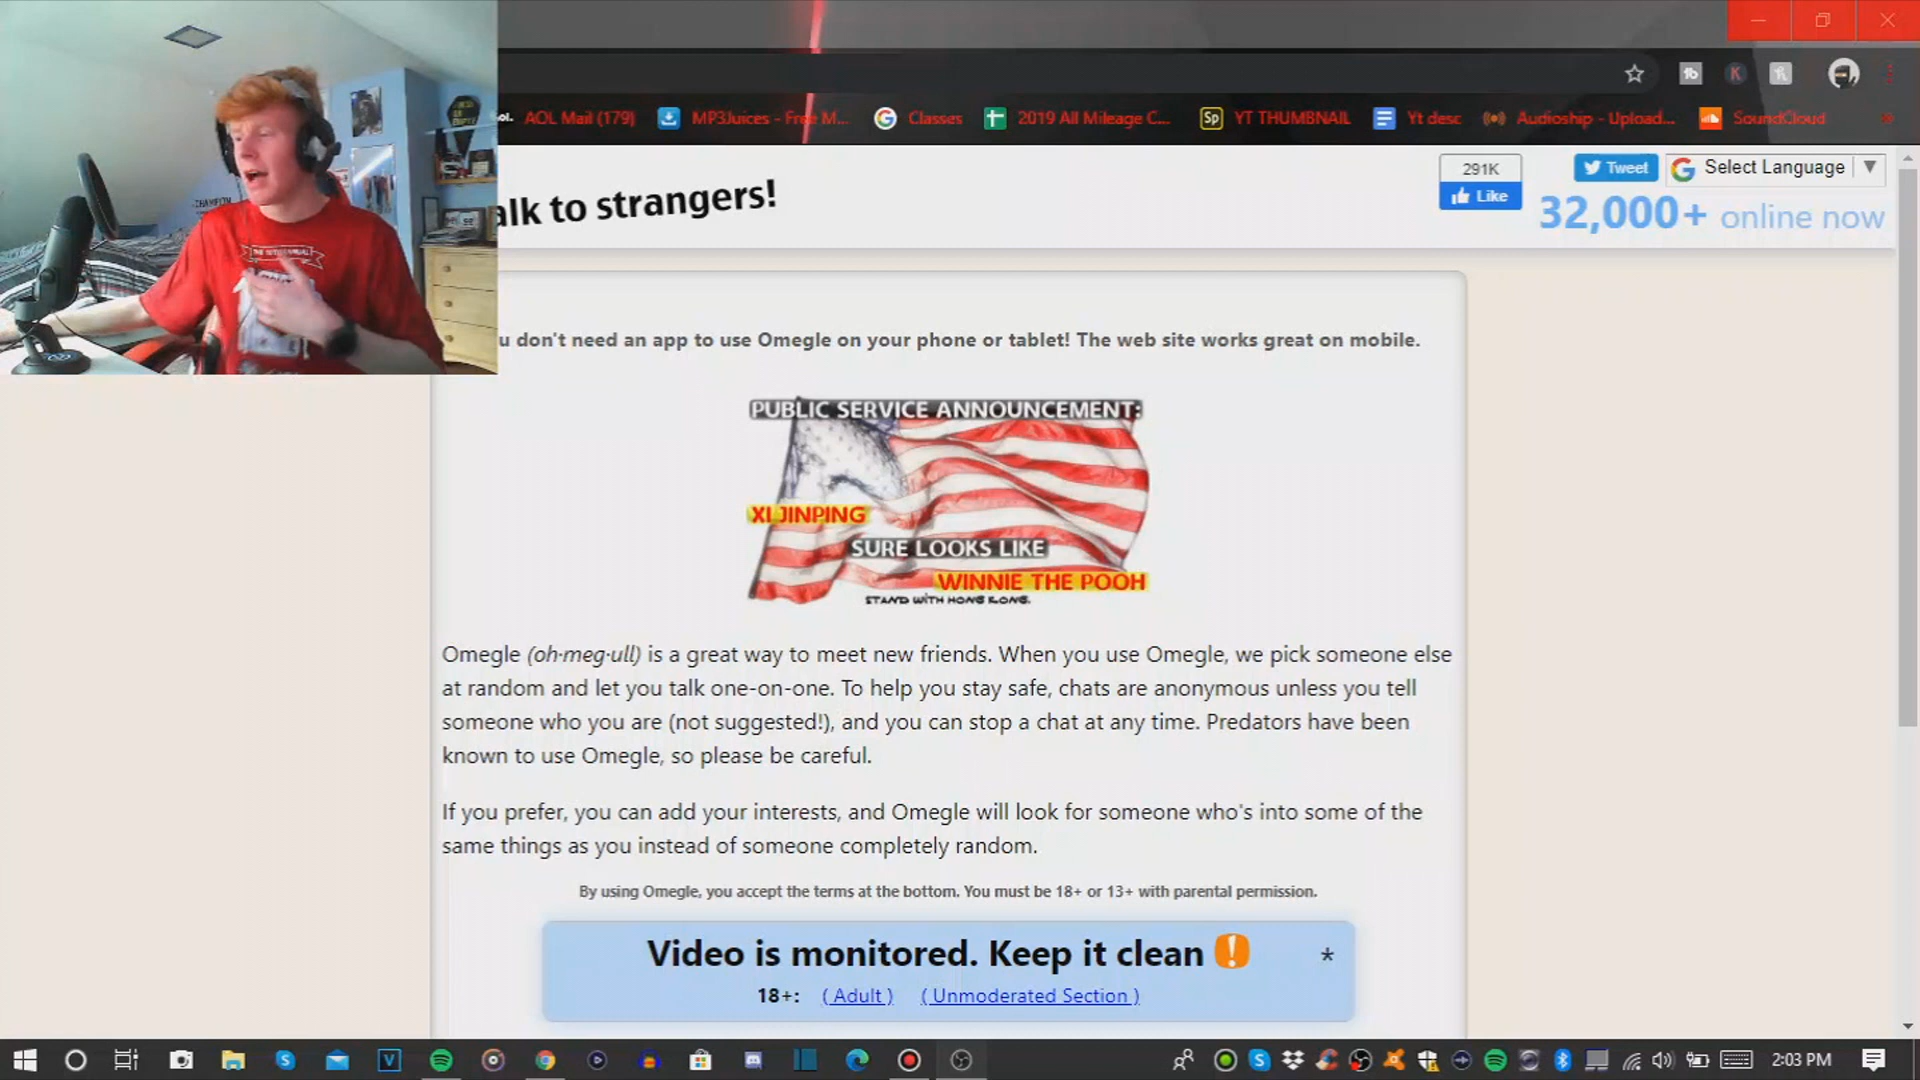 AOL Mail (179)
MP3Juices - Free M...
Classes
2019 All Mileage C...
Sp
YT THUMBNAIL
Yt desc
Audioship - Upload...
SoundCloud
»
alk to strangers!
291K
Like
Tweet
Select Language
32,000+ online now
u don't need an app to use Omegle on your phone or tablet! The web site works great on mobile.
PUBLIC SERVICE ANNOUNCEMENT:
XI JINPING
SURE LOOKS LIKE
WINNIE THE POOH
STAND WITH HONG KONG.
Omegle (oh·meg·ull) is a great way to meet new friends. When you use Omegle, we pick someone else
at random and let you talk one-on-one. To help you stay safe, chats are anonymous unless you tell
someone who you are (not suggested!), and you can stop a chat at any time. Predators have been
known to use Omegle, so please be careful.
If you prefer, you can add your interests, and Omegle will look for someone who's into some of the
same things as you instead of someone completely random.
By using Omegle, you accept the terms at the bottom. You must be 18+ or 13+ with parental permission.
Video is monitored. Keep it clean ! *
18+: (Adult) (Unmoderated Section)
2:03 PM